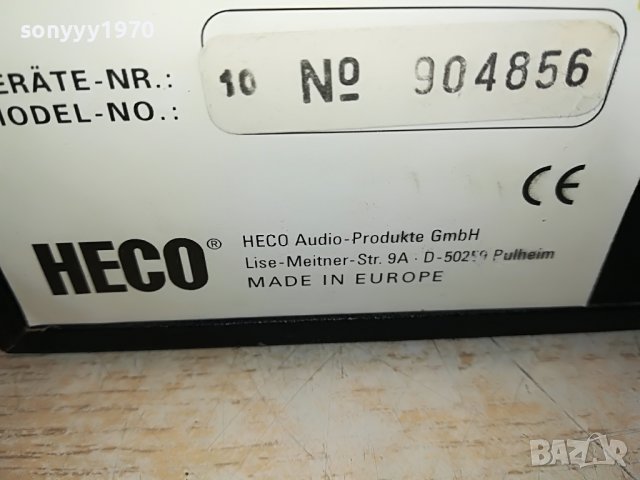 sonyyy1970
ERÄTE-NR.: 10 Nº 904856
MODEL-NO.:
CE
HECO® HECO Audio-Produkte GmbH
Lise-Meitner-Str. 9A · D-50259 Pulheim
MADE IN EUROPE
BAZAR